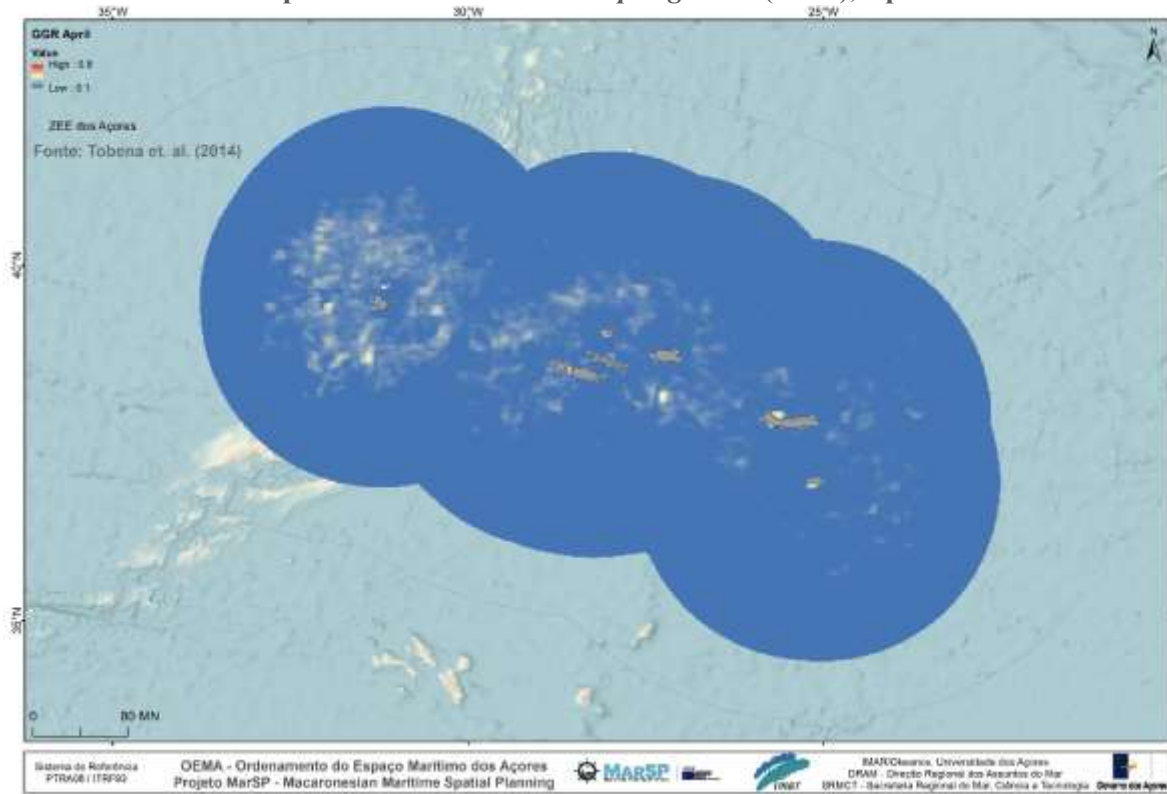 35°W 30°W 25°W
GGR April
Value
High : 0.8
Low : 0.1
ZEE dos Açores
Fonte: Tobena et. al. (2014)
N
40°N
35°N
0 80 MN
Sistema de Referência
PTRA08 / ITRF93
OEMA - Ordenamento do Espaço Marítimo dos Açores
Projeto MarSP - Macaronesian Maritime Spatial Planning
MARSP
IMAR/Okeanos, Universidade dos Açores
DRAM - Direção Regional dos Assuntos do Mar
SRMCT - Secretaria Regional do Mar, Ciência e Tecnologia
Governo dos Açores